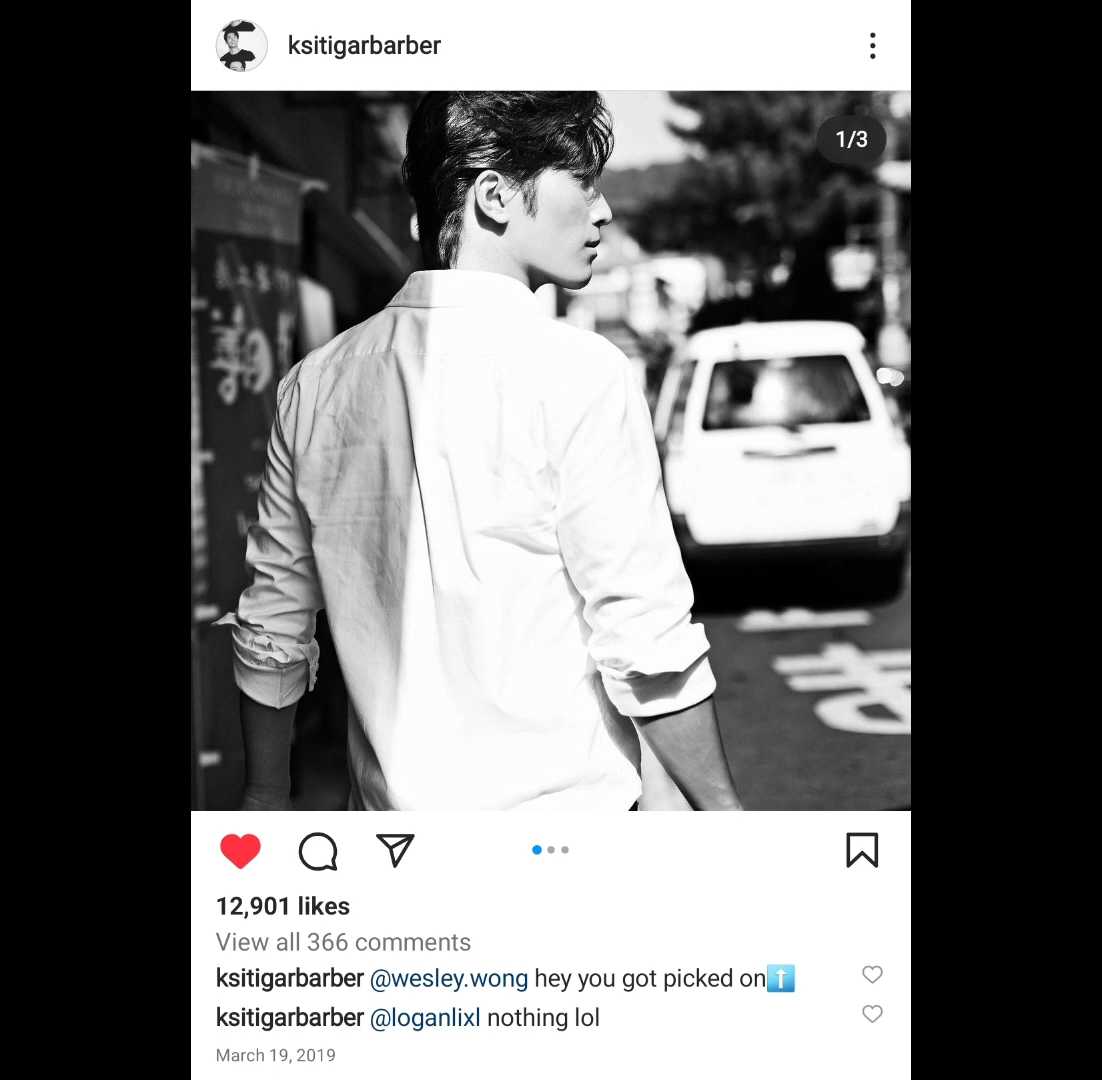 ksitigarbarber
1/3
12,901 likes
View all 366 comments
ksitigarbarber @wesley.wong hey you got picked on⬆️
ksitigarbarber @loganlixl nothing lol
March 19, 2019